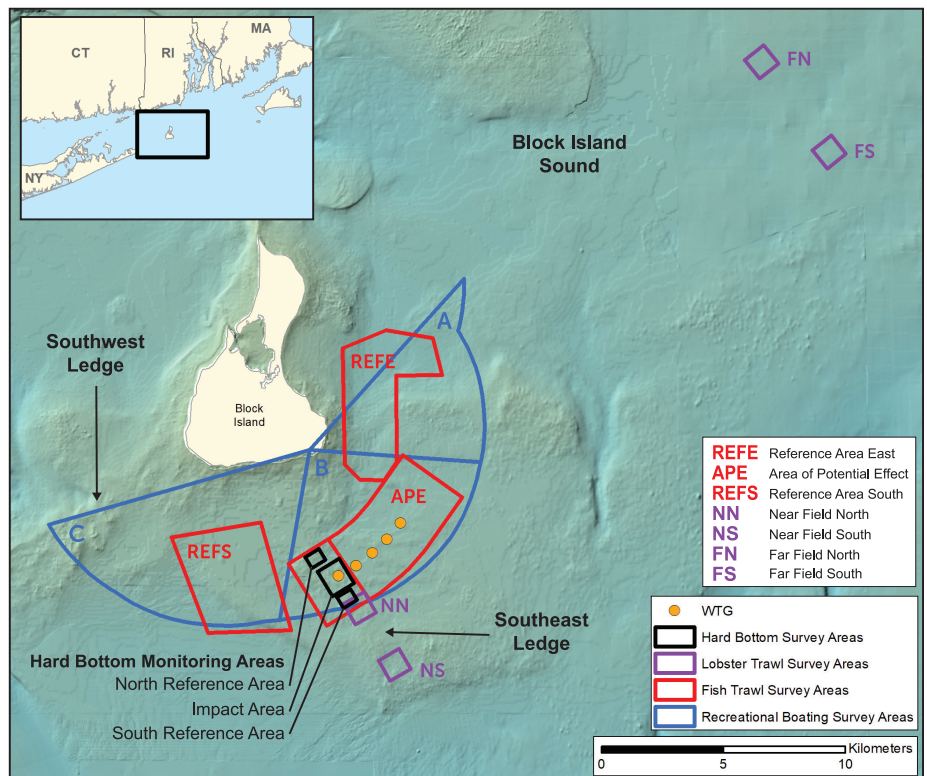 CT
RI
MA
NY
FN
FS
Block Island
Sound
Southwest
Ledge
A
REFE
Block
Island
B
C
APE
REFS
NN
NS
Southeast
Ledge
Hard Bottom Monitoring Areas
North Reference Area
Impact Area
South Reference Area
REFE Reference Area East
APE Area of Potential Effect
REFS Reference Area South
NN Near Field North
NS Near Field South
FN Far Field North
FS Far Field South
WTG
Hard Bottom Survey Areas
Lobster Trawl Survey Areas
Fish Trawl Survey Areas
Recreational Boating Survey Areas
Kilometers
0 5 10